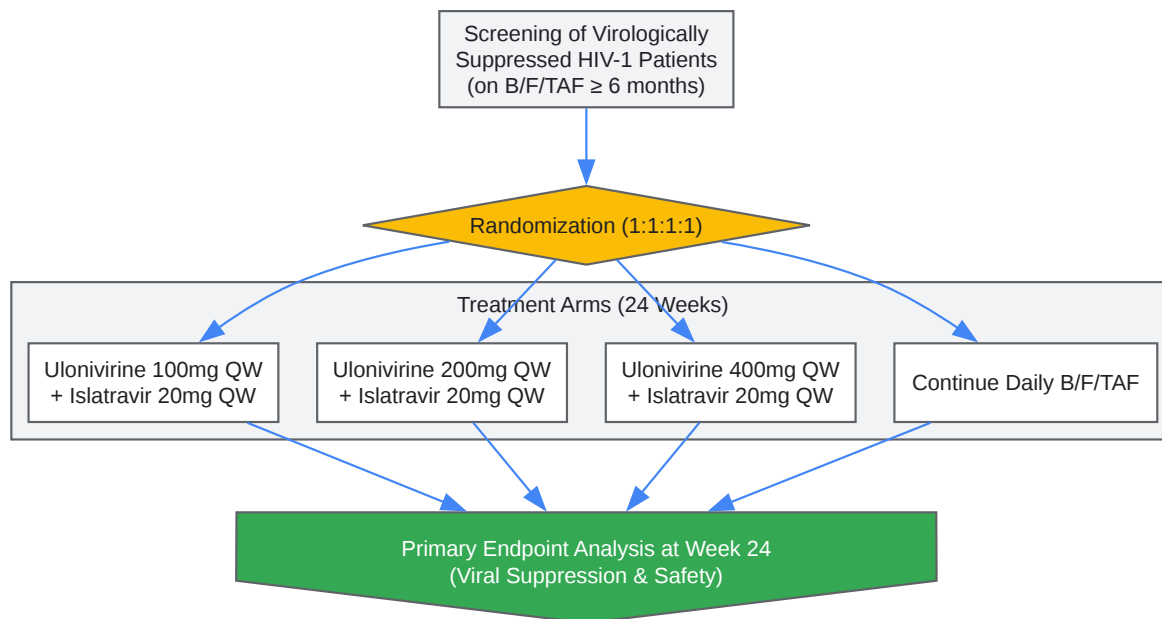 Screening of Virologically
Suppressed HIV-1 Patients
(on B/F/TAF ≥ 6 months)
Randomization (1:1:1:1)
Treatment Arms (24 Weeks)
Ulonivirine 100mg QW
+ Islatravir 20mg QW
Ulonivirine 200mg QW
+ Islatravir 20mg QW
Ulonivirine 400mg QW
+ Islatravir 20mg QW
Continue Daily B/F/TAF
Primary Endpoint Analysis at Week 24
(Viral Suppression & Safety)